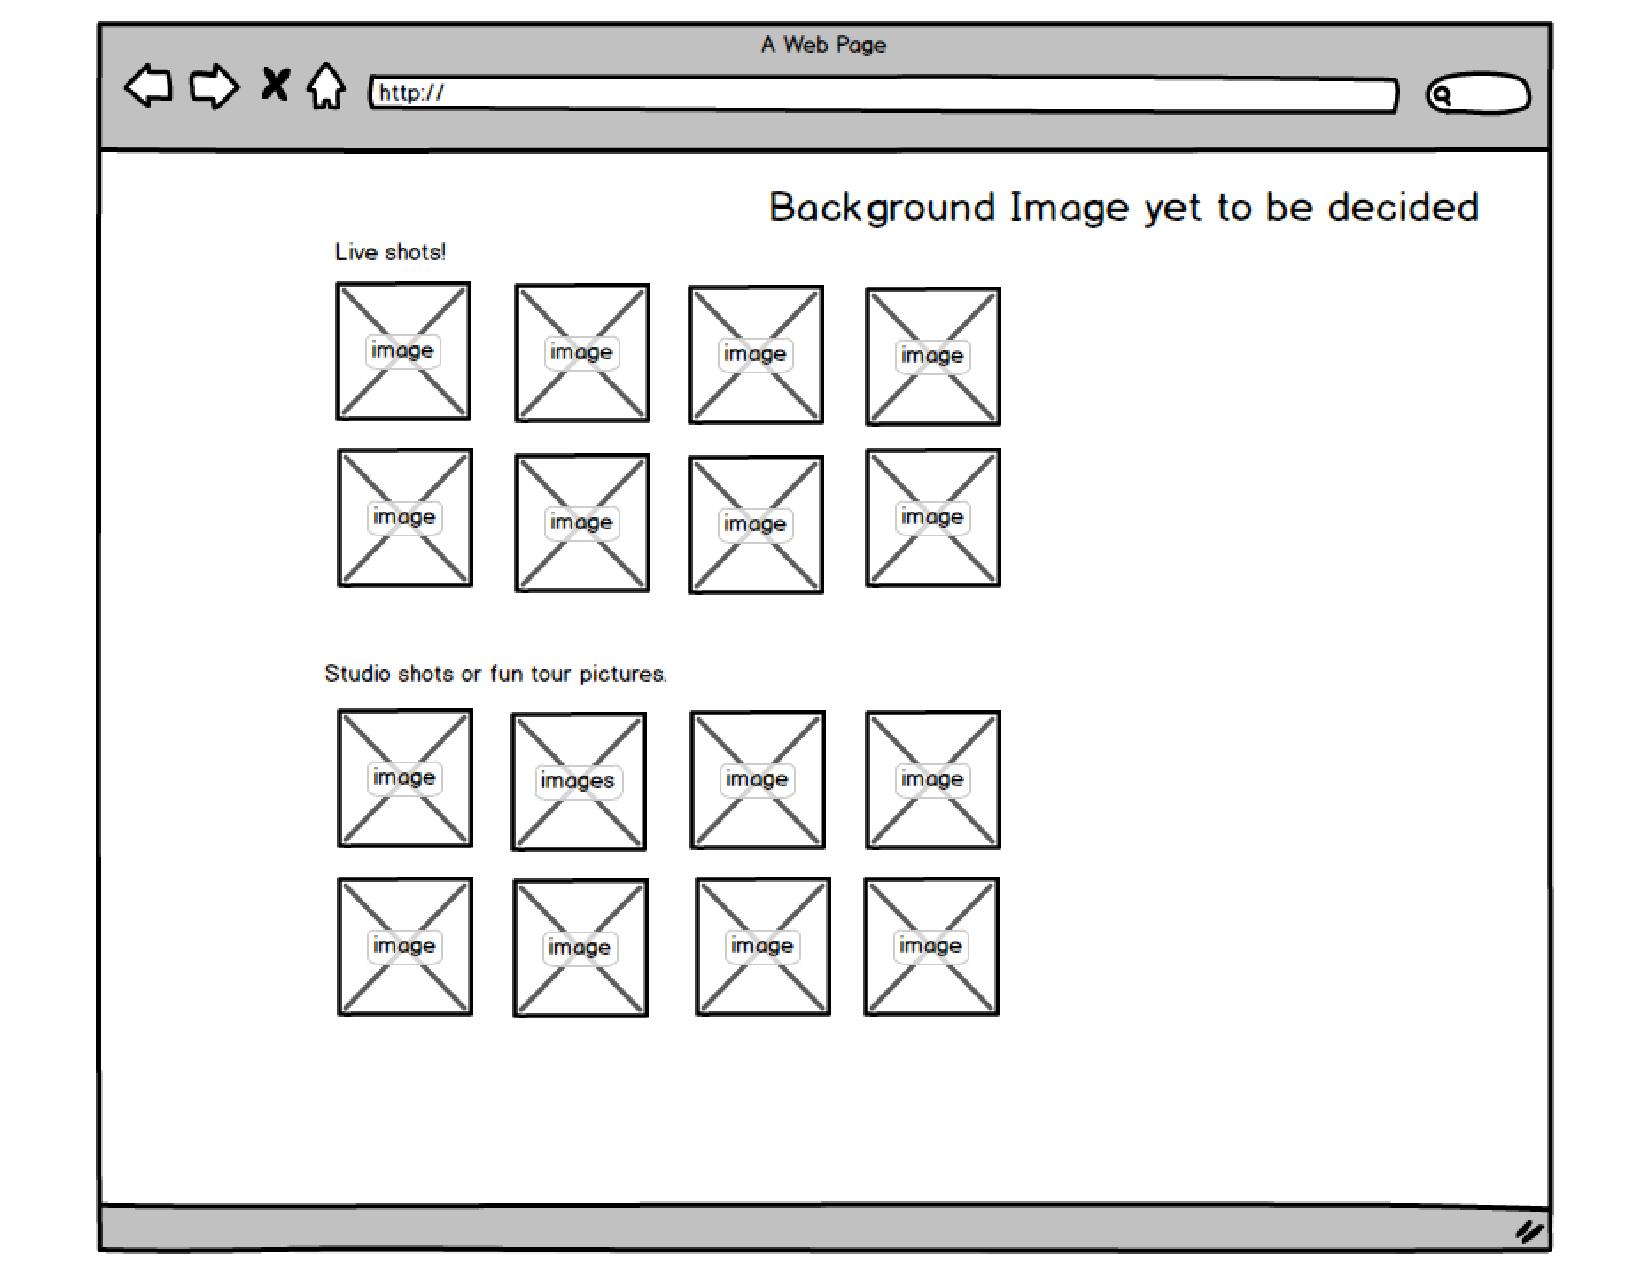 A Web Page
http://
Background Image yet to be decided
Live shots!
image image image image
image image image image
Studio shots or fun tour pictures.
image images image image
image image image image